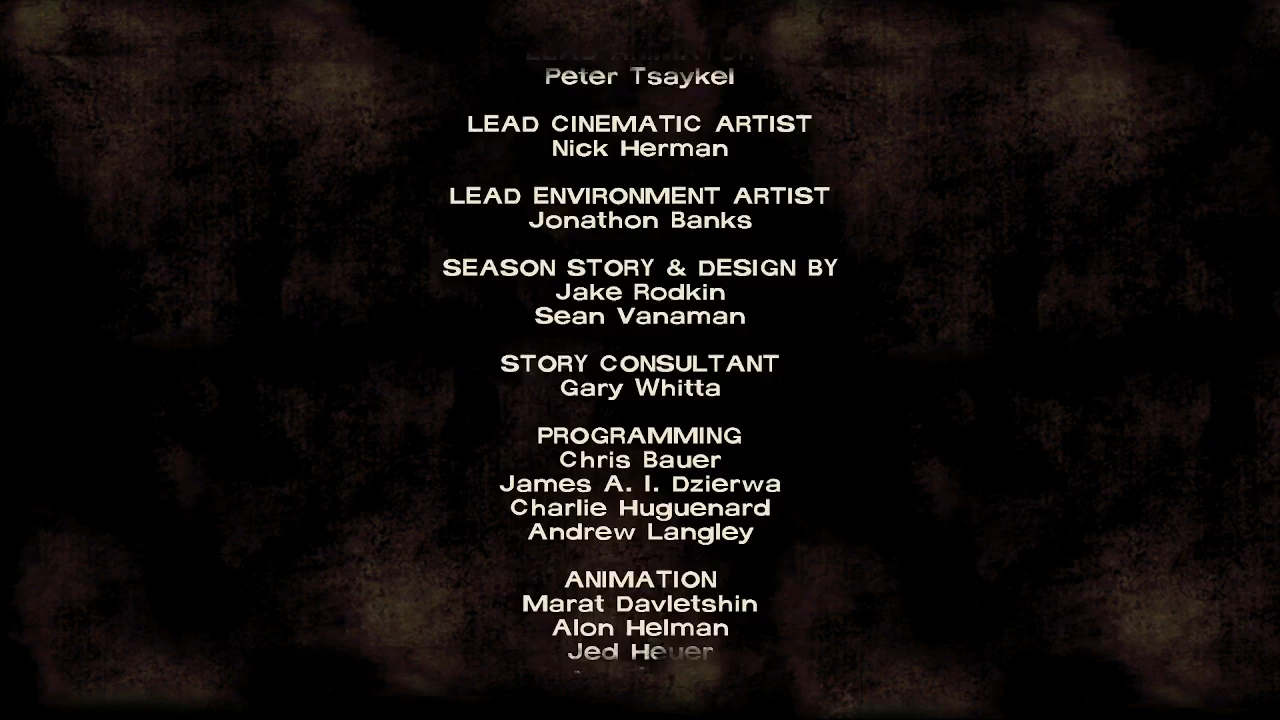 LEAD ANIMATOR
Peter Tsaykel
LEAD CINEMATIC ARTIST
Nick Herman
LEAD ENVIRONMENT ARTIST
Jonathon Banks
SEASON STORY & DESIGN BY
Jake Rodkin
Sean Vanaman
STORY CONSULTANT
Gary Whitta
PROGRAMMING
Chris Bauer
James A. I. Dzierwa
Charlie Huguenard
Andrew Langley
ANIMATION
Marat Davletshin
Alon Helman
Jed Heuer